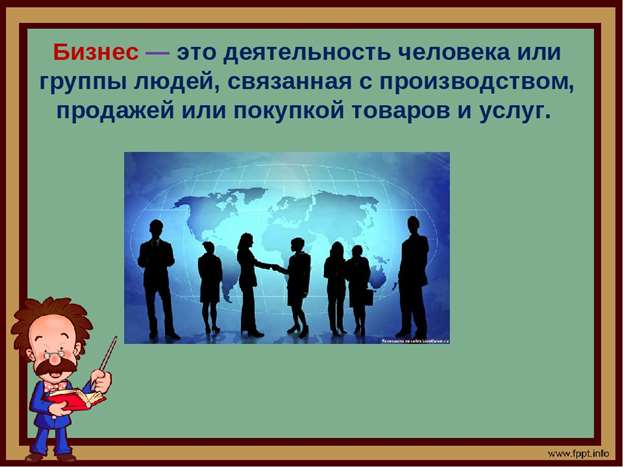 Бизнес — это деятельность человека или
группы людей, связанная с производством,
продажей или покупкой товаров и услуг.
www.fppt.info